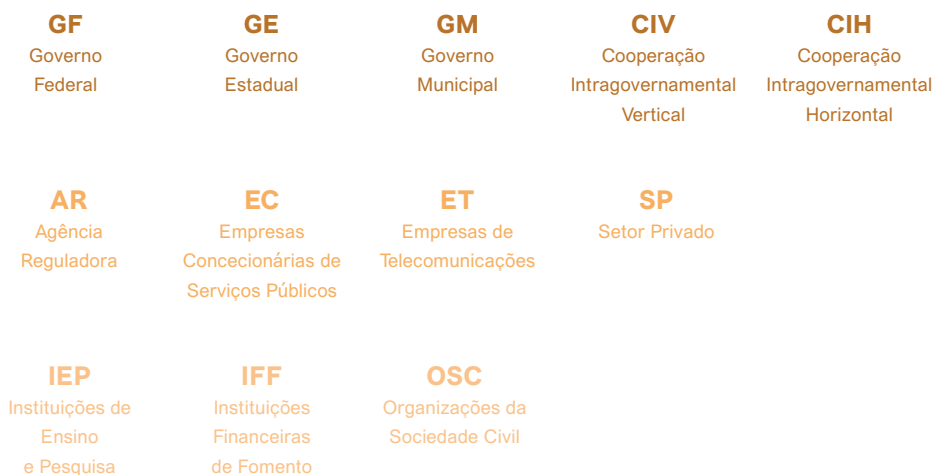 GF
Governo
Federal
GE
Governo
Estadual
GM
Governo
Municipal
CIV
Cooperação
Intragovernamental
Vertical
CIH
Cooperação
Intragovernamental
Horizontal
AR
Agência
Reguladora
EC
Empresas
Concecionárias de
Serviços Públicos
ET
Empresas de
Telecomunicações
SP
Setor Privado
IEP
Instituições de
Ensino
e Pesquisa
IFF
Instituições
Financeiras
de Fomento
OSC
Organizações da
Sociedade Civil